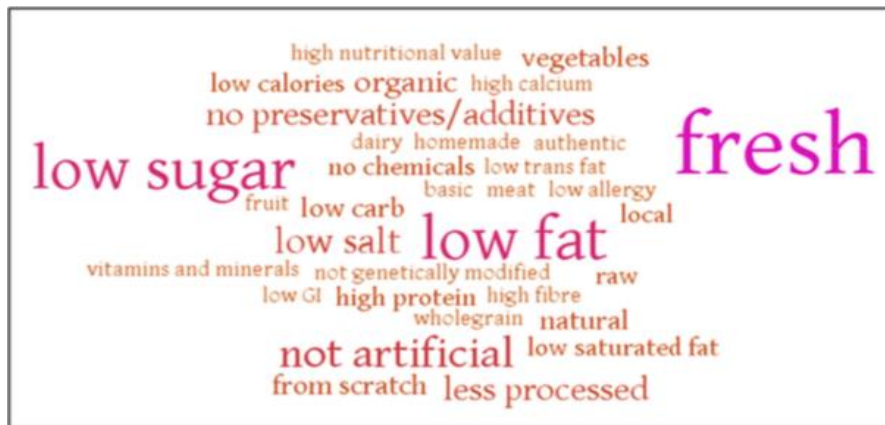 high nutritional value vegetables
low calories organic high calcium
no preservatives/additives
fresh
dairy homemade authentic
low sugar
no chemicals low trans fat
basic meat low allergy
fruit low carb
local
low salt low fat
vitamins and minerals not genetically modified raw
low GI high protein high fibre
wholegrain natural
not artificial low saturated fat
from scratch less processed